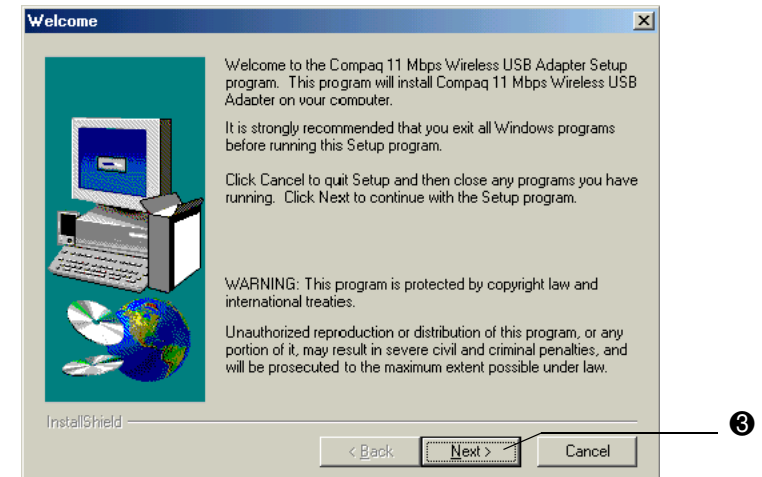 Welcome
Welcome to the Compaq 11 Mbps Wireless USB Adapter Setup
program. This program will install Compaq 11 Mbps Wireless USB
Adapter on your computer.
It is strongly recommended that you exit all Windows programs
before running this Setup program.
Click Cancel to quit Setup and then close any programs you have
running. Click Next to continue with the Setup program.
WARNING: This program is protected by copyright law and
international treaties.
Unauthorized reproduction or distribution of this program, or any
portion of it, may result in severe civil and criminal penalties, and
will be prosecuted to the maximum extent possible under law.
InstallShield
❸
< Back Next > Cancel